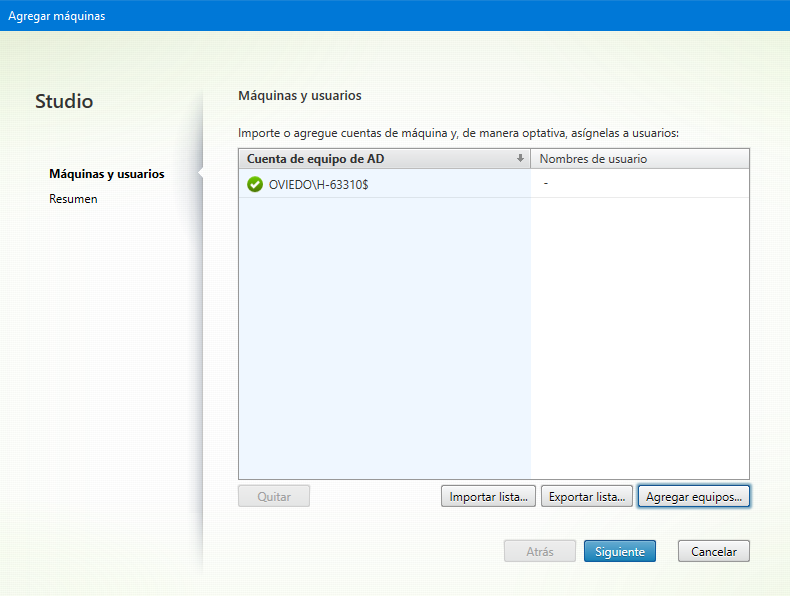 Agregar máquinas
Studio
Máquinas y usuarios
Resumen
Máquinas y usuarios
Importe o agregue cuentas de máquina y, de manera optativa, asígnelas a usuarios:
Cuenta de equipo de AD
Nombres de usuario
OVIEDO\H-63310$
-
Quitar
Importar lista...
Exportar lista...
Agregar equipos...
Atrás
Siguiente
Cancelar